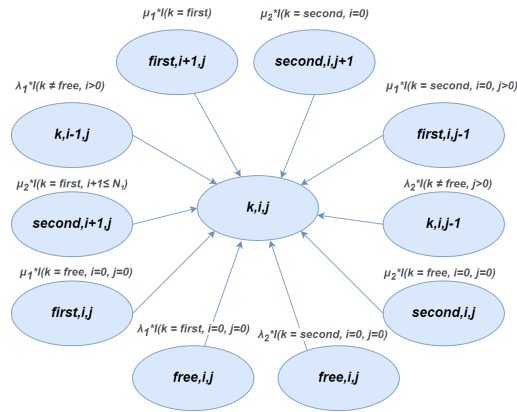 μ₁*I(k = first)
μ₂*I(k = second, i=0)
first,i+1,j
second,i,j+1
λ₁*I(k ≠ free, i>0)
μ₁*I(k = second, i=0, j>0)
k,i-1,j
first,i,j-1
μ₂*I(k = first, i+1≤ N₁)
λ₂*I(k ≠ free, j>0)
k,i,j
second,i+1,j
k,i,j-1
μ₁*I(k = free, i=0, j=0)
μ₂*I(k = free, i=0, j=0)
first,i,j
second,i,j
λ₁*I(k = first, i=0, j=0)
λ₂*I(k = second, i=0, j=0)
free,i,j
free,i,j